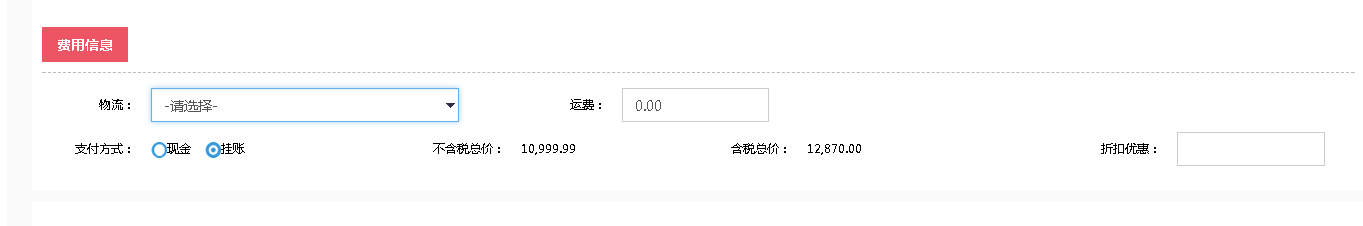 费用信息
物流： -请选择- 运费： 0.00
支付方式： 现金 挂账 不含税总价： 10,999.99 含税总价： 12,870.00 折扣优惠：